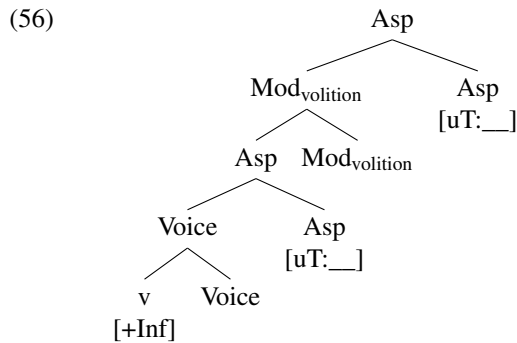 (56) Asp
Mod_volition Asp
[uT:__]
Asp Mod_volition
Voice Asp
[uT:__]
v Voice
[+Inf]